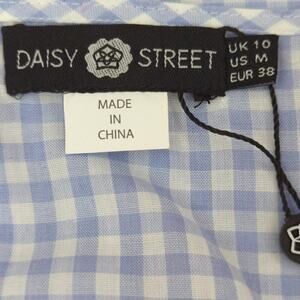 DAISY STREET
UK 10
US M
EUR 38
MADE
IN
CHINA